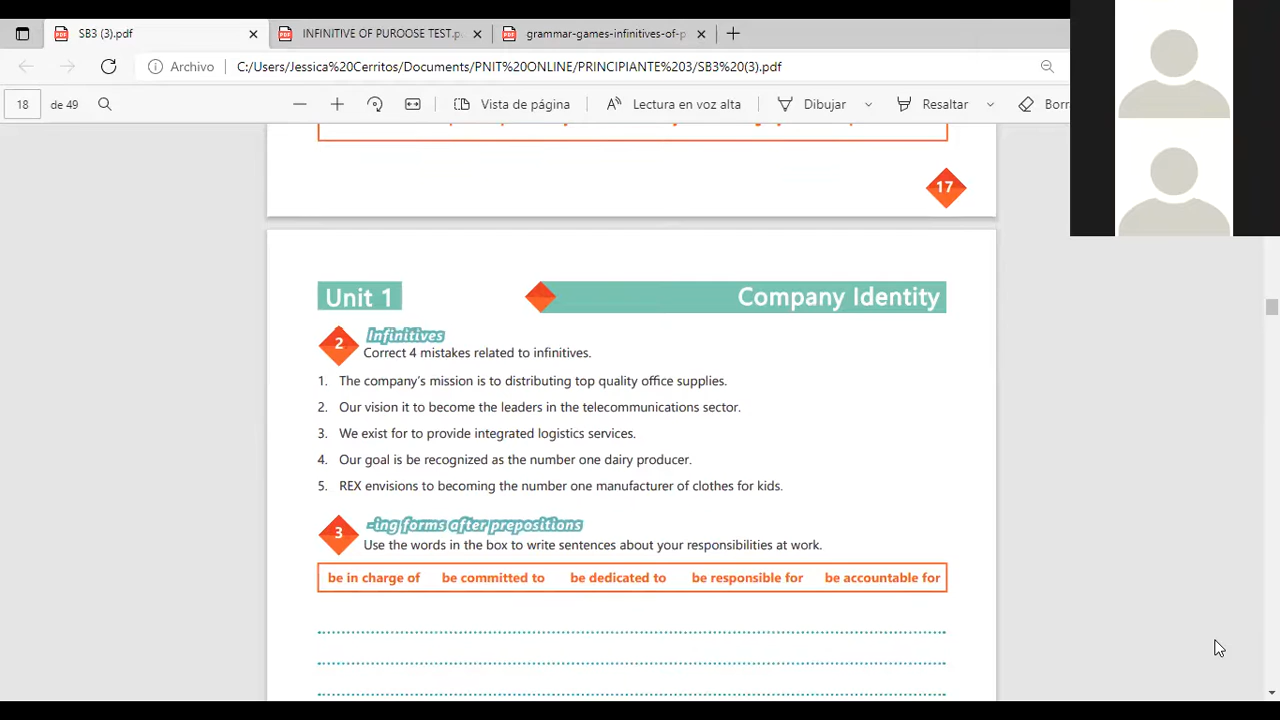 SB3 (3).pdf
INFINITIVE OF PUROOSE TEST.p
grammar-games-infinitives-of-p
Archivo
C:/Users/Jessica%20Cerritos/Documents/PNIT%20ONLINE/PRINCIPIANTE%203/SB3%20(3).pdf
18 de 49
Vista de página
Lectura en voz alta
Dibujar
Resaltar
Borr
17
Unit 1
Company Identity
2 Infinitives
Correct 4 mistakes related to infinitives.
1. The company's mission is to distributing top quality office supplies.
2. Our vision it to become the leaders in the telecommunications sector.
3. We exist for to provide integrated logistics services.
4. Our goal is be recognized as the number one dairy producer.
5. REX envisions to becoming the number one manufacturer of clothes for kids.
3 -ing forms after prepositions
Use the words in the box to write sentences about your responsibilities at work.
be in charge of be committed to be dedicated to be responsible for be accountable for